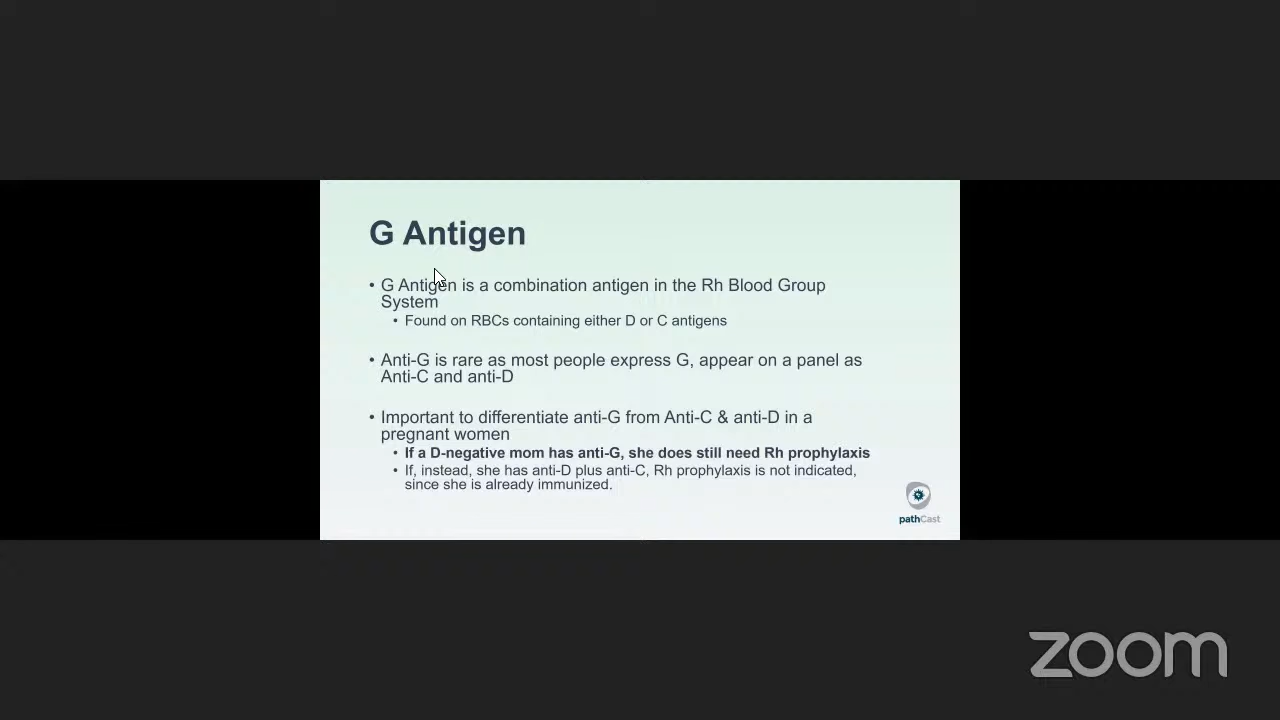 G Antigen
• G Antigen is a combination antigen in the Rh Blood Group
System
• Found on RBCs containing either D or C antigens
• Anti-G is rare as most people express G, appear on a panel as
Anti-C and anti-D
• Important to differentiate anti-G from Anti-C & anti-D in a
pregnant women
• If a D-negative mom has anti-G, she does still need Rh prophylaxis
• If, instead, she has anti-D plus anti-C, Rh prophylaxis is not indicated,
since she is already immunized.
pathCast
zoom